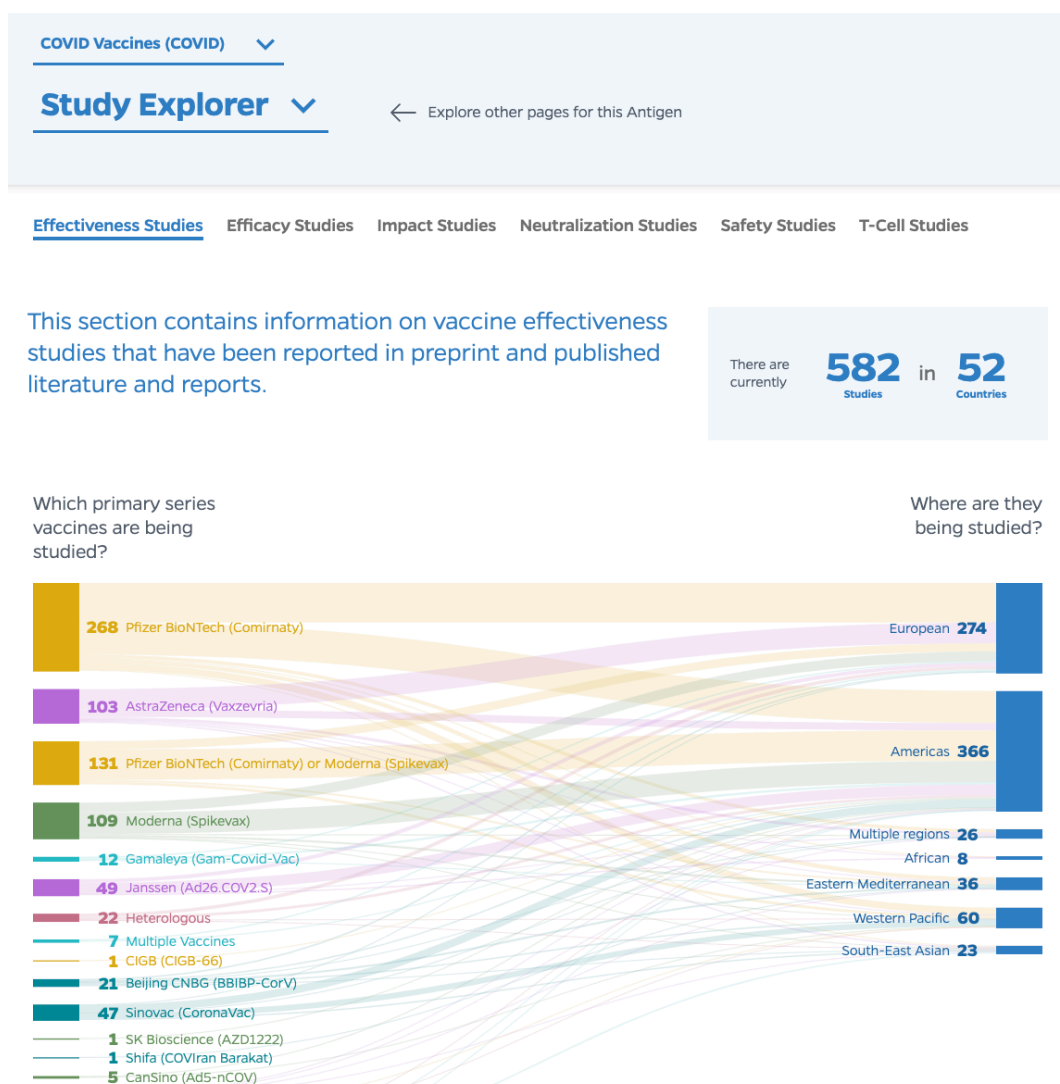 COVID Vaccines (COVID)
Study Explorer
Explore other pages for this Antigen
Effectiveness Studies Efficacy Studies Impact Studies Neutralization Studies Safety Studies T-Cell Studies
This section contains information on vaccine effectiveness
studies that have been reported in preprint and published
literature and reports.
There are
currently
582
Studies
in
52
Countries
Which primary series
vaccines are being
studied?
Where are they
being studied?
268 Pfizer BioNTech (Comirnaty)
103 AstraZeneca (Vaxzevria)
131 Pfizer BioNTech (Comirnaty) or Moderna (Spikevax)
109 Moderna (Spikevax)
12 Gamaleya (Gam-Covid-Vac)
49 Janssen (Ad26.COV2.S)
22 Heterologous
7 Multiple Vaccines
1 CIGB (CIGB-66)
21 Beijing CNBG (BBIBP-CorV)
47 Sinovac (CoronaVac)
1 SK Bioscience (AZD1222)
1 Shifa (COVIran Barakat)
5 CanSino (Ad5-nCOV)
European 274
Americas 366
Multiple regions 26
African 8
Eastern Mediterranean 36
Western Pacific 60
South-East Asian 23